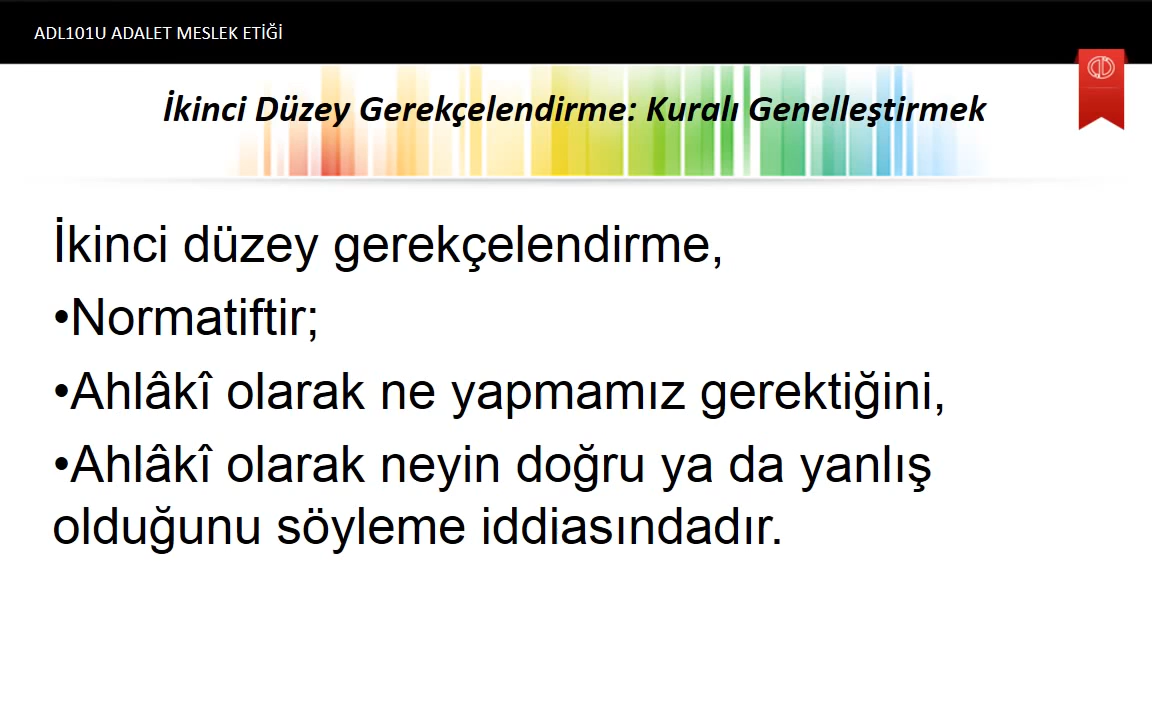 ADL101U ADALET MESLEK ETİĞİ
İkinci Düzey Gerekçelendirme: Kuralı Genelleştirmek
İkinci düzey gerekçelendirme,
•Normatiftir;
•Ahlâkî olarak ne yapmamız gerektiğini,
•Ahlâkî olarak neyin doğru ya da yanlış
olduğunu söyleme iddiasındadır.